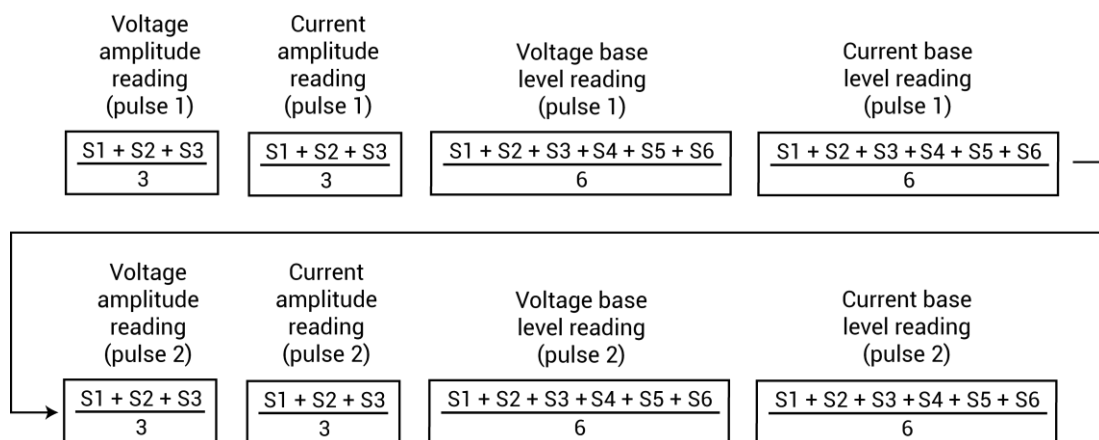 Voltage
amplitude
reading
(pulse 1)
Current
amplitude
reading
(pulse 1)
Voltage base
level reading
(pulse 1)
Current base
level reading
(pulse 1)
S1 + S2 + S3
3
S1 + S2 + S3
3
S1 + S2 + S3 + S4 + S5 + S6
6
S1 + S2 + S3 + S4 + S5 + S6
6
Voltage
amplitude
reading
(pulse 2)
Current
amplitude
reading
(pulse 2)
Voltage base
level reading
(pulse 2)
Current base
level reading
(pulse 2)
S1 + S2 + S3
3
S1 + S2 + S3
3
S1 + S2 + S3 + S4 + S5 + S6
6
S1 + S2 + S3 + S4 + S5 + S6
6